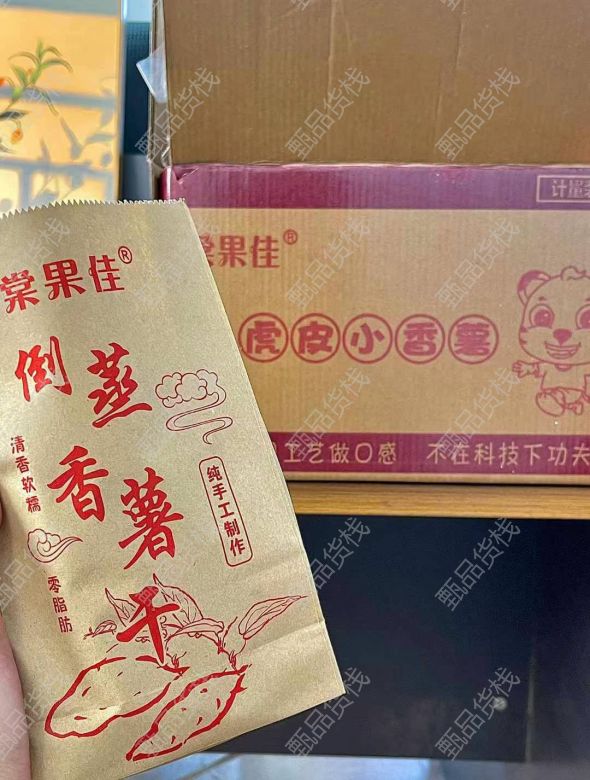 计量
棠果佳®
虎皮小香薯
工艺做口感 不在科技下功夫
棠果佳®
倒蒸
香薯
干
清香软糯
零脂肪
纯手工制作
甄品货栈